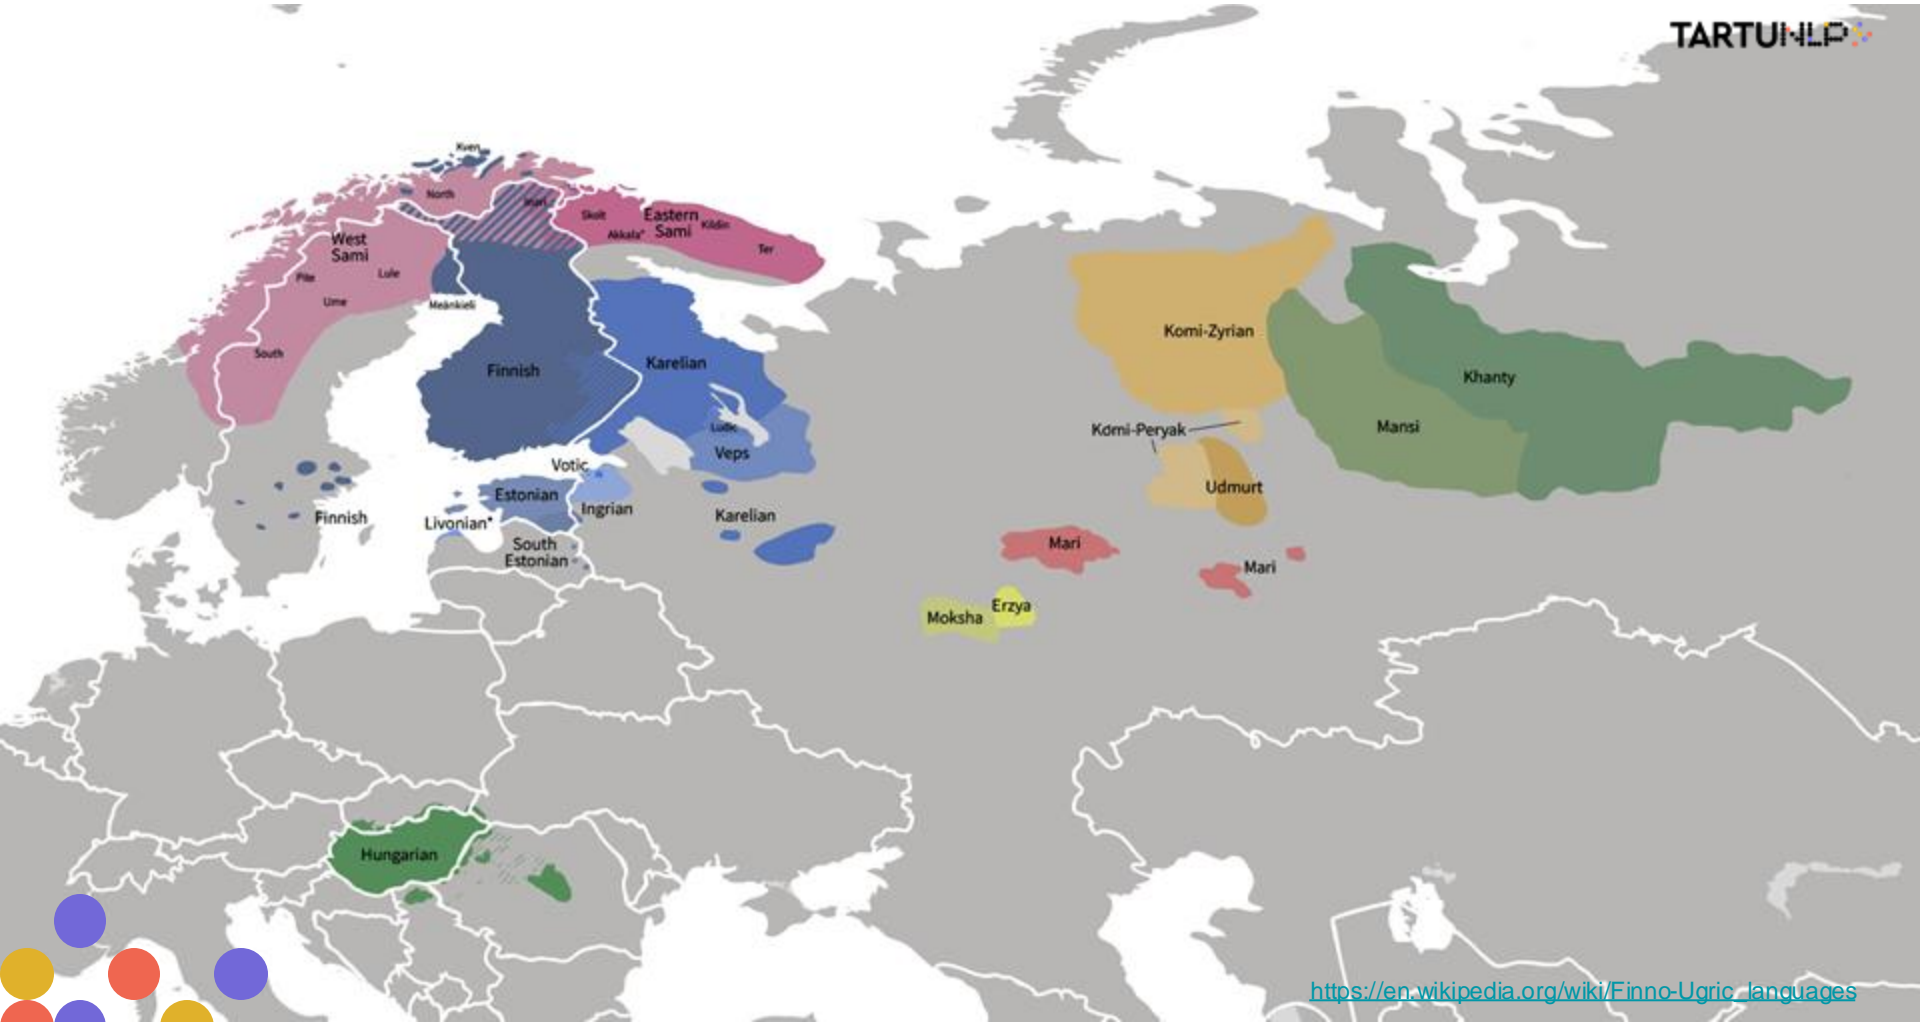 TARTUNLP
Kven
North
Inari
Skolt
Eastern
Sami
Kildin
Akkala*
Ter
West
Sami
Pite
Lule
Ume
Meänkieli
South
Finnish
Karelian
Komi-Zyrian
Khanty
Mansi
Ludic
Veps
Komi-Peryak
Votic
Udmurt
Estonian
Ingrian
Finnish
Livonian*
Karelian
South
Estonian
Mari
Mari
Erzya
Moksha
Hungarian
https://en.wikipedia.org/wiki/Finno-Ugric_languages